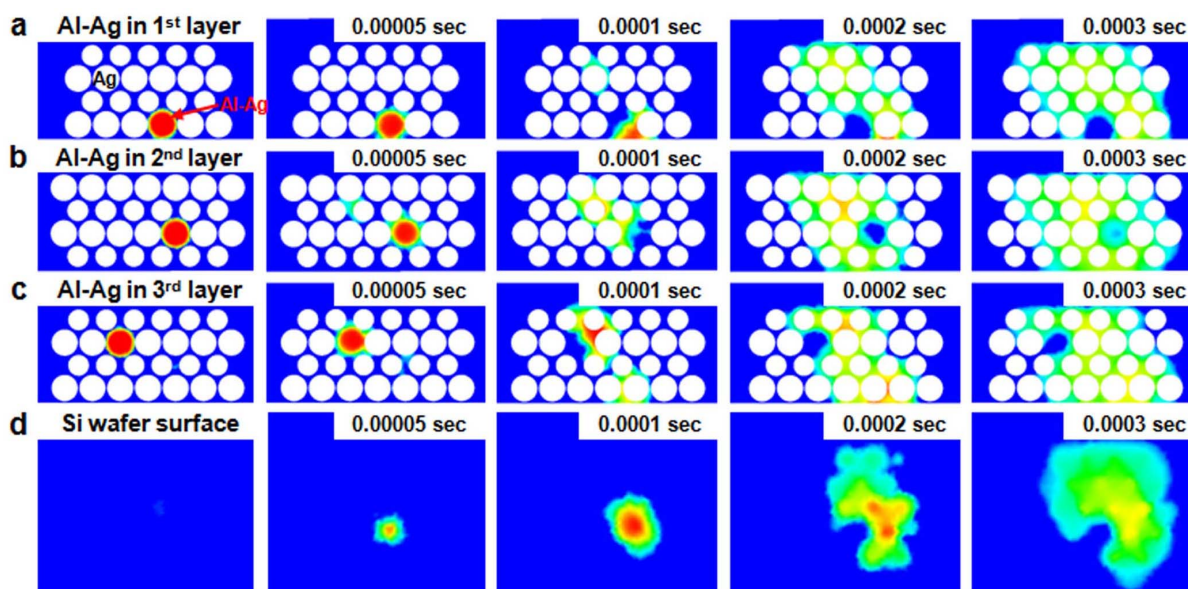 a Al-Ag in 1st layer 0.00005 sec 0.0001 sec 0.0002 sec 0.0003 sec
Ag
Al-Ag
b Al-Ag in 2nd layer 0.00005 sec 0.0001 sec 0.0002 sec 0.0003 sec
c Al-Ag in 3rd layer 0.00005 sec 0.0001 sec 0.0002 sec 0.0003 sec
d Si wafer surface 0.00005 sec 0.0001 sec 0.0002 sec 0.0003 sec